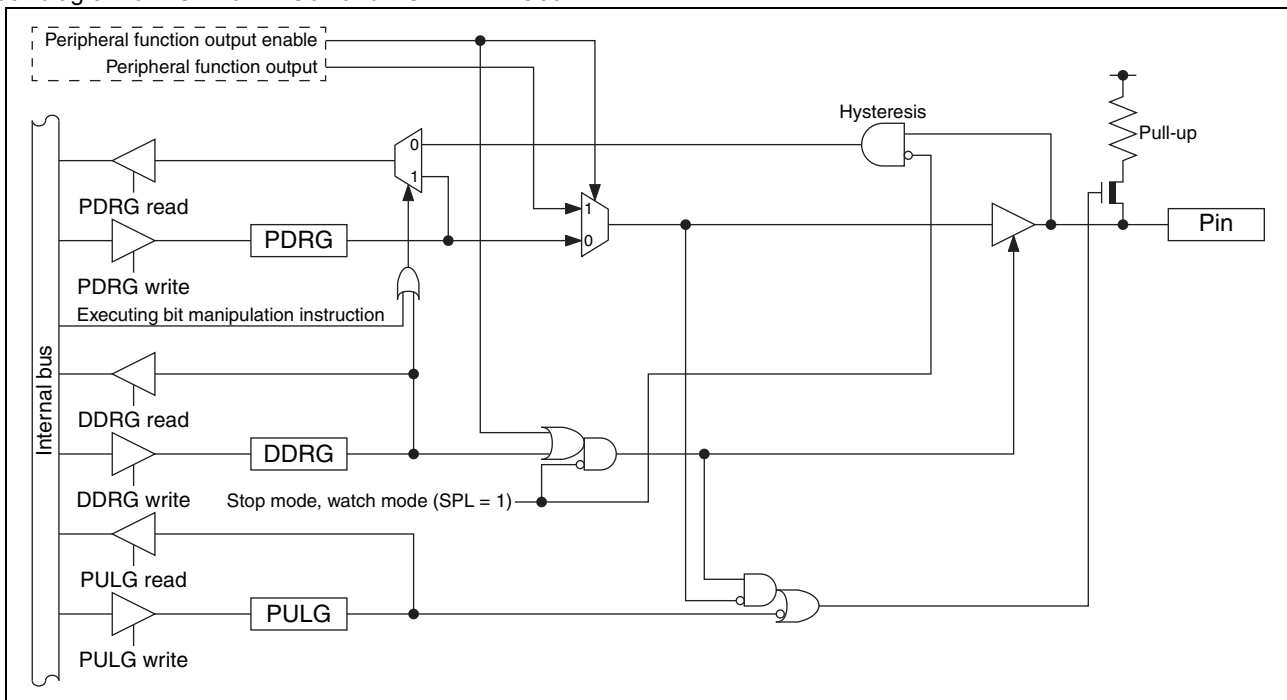 Peripheral function output enable
Peripheral function output
Hysteresis
Pull-up
0
1
PDRG read
1
0
PDRG
Pin
PDRG write
Executing bit manipulation instruction
Internal bus
DDRG read
DDRG
DDRG write
Stop mode, watch mode (SPL = 1)
PULG read
PULG
PULG write